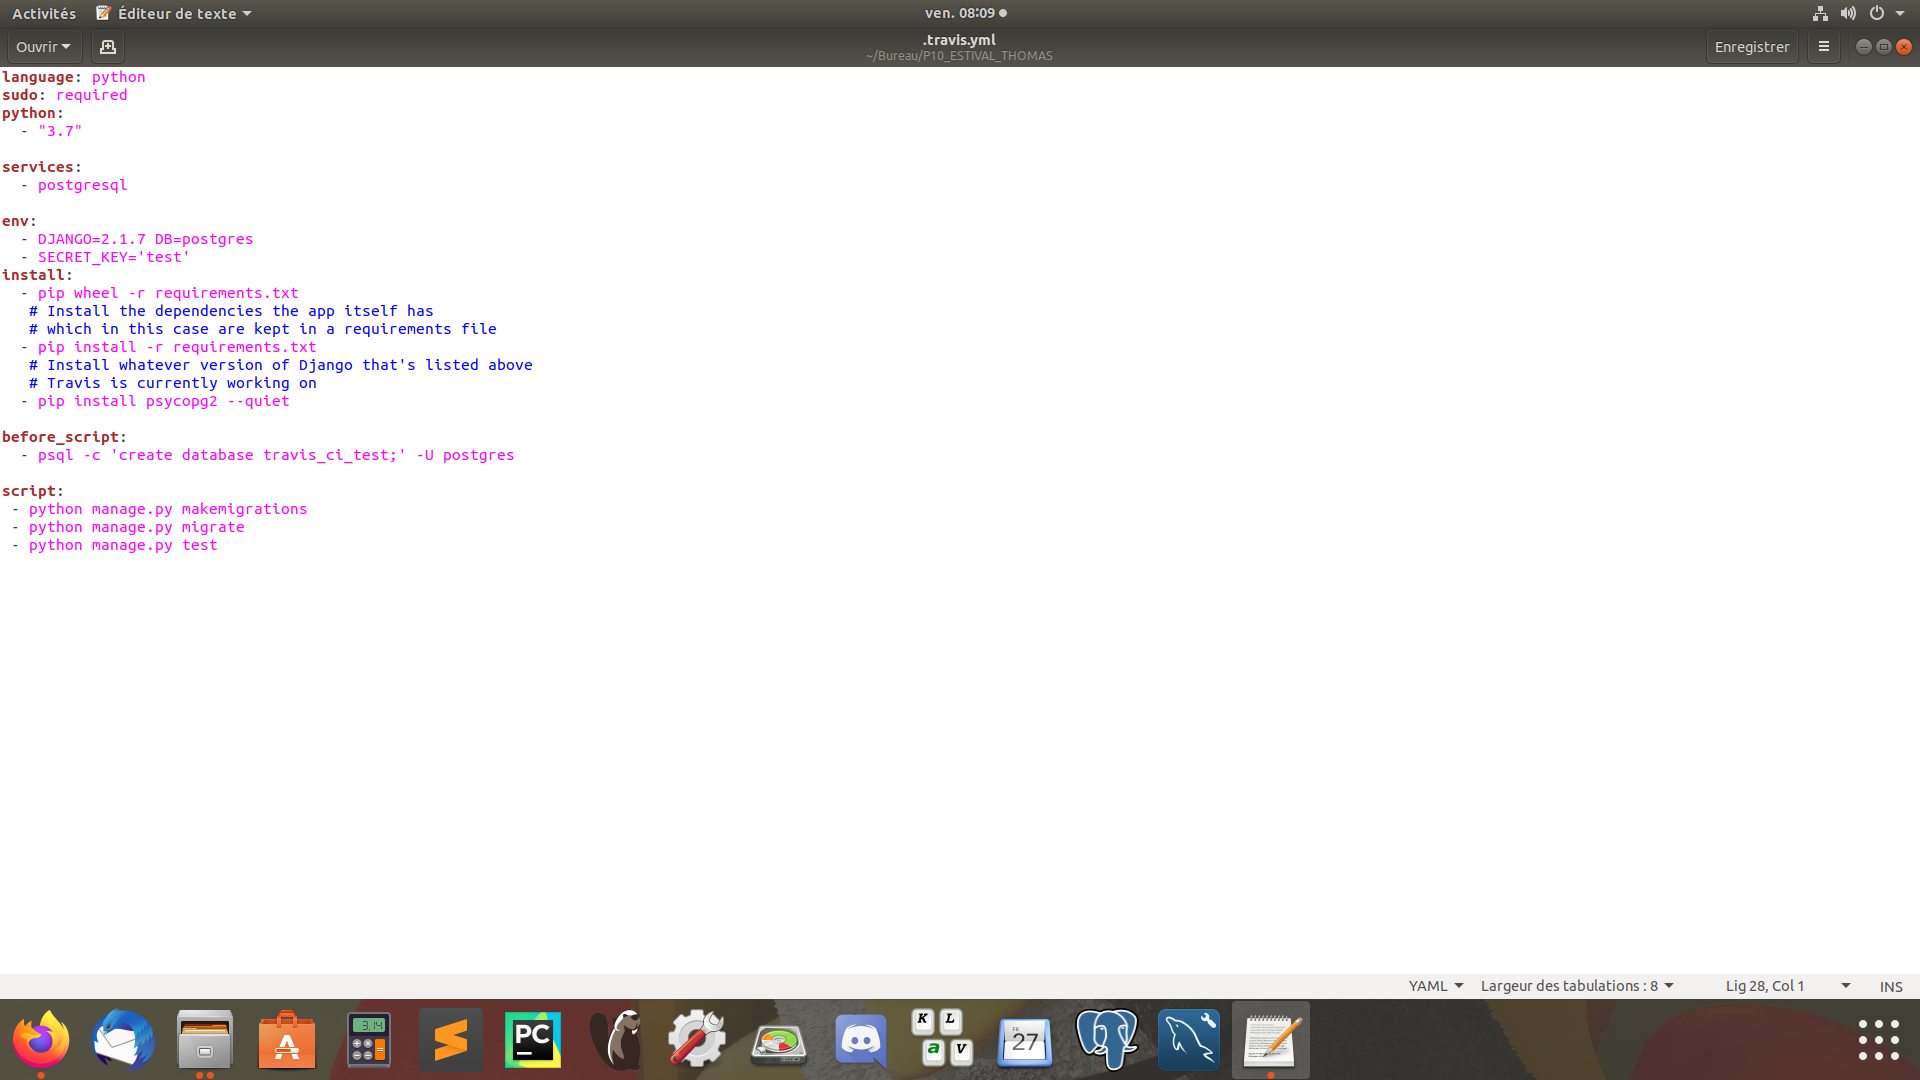 Activités Éditeur de texte ven. 08:09
Ouvrir .travis.yml Enregistrer
~/Bureau/P10_ESTIVAL_THOMAS
language: python
sudo: required
python:
  - "3.7"
services:
  - postgresql
env:
  - DJANGO=2.1.7 DB=postgres
  - SECRET_KEY='test'
install:
  - pip wheel -r requirements.txt
   # Install the dependencies the app itself has
   # which in this case are kept in a requirements file
  - pip install -r requirements.txt
   # Install whatever version of Django that's listed above
   # Travis is currently working on
  - pip install psycopg2 --quiet
before_script:
  - psql -c 'create database travis_ci_test;' -U postgres
script:
 - python manage.py makemigrations
 - python manage.py migrate
 - python manage.py test
YAML Largeur des tabulations : 8 Lig 28, Col 1 INS
3.14
PC
K L
a v
FR
27